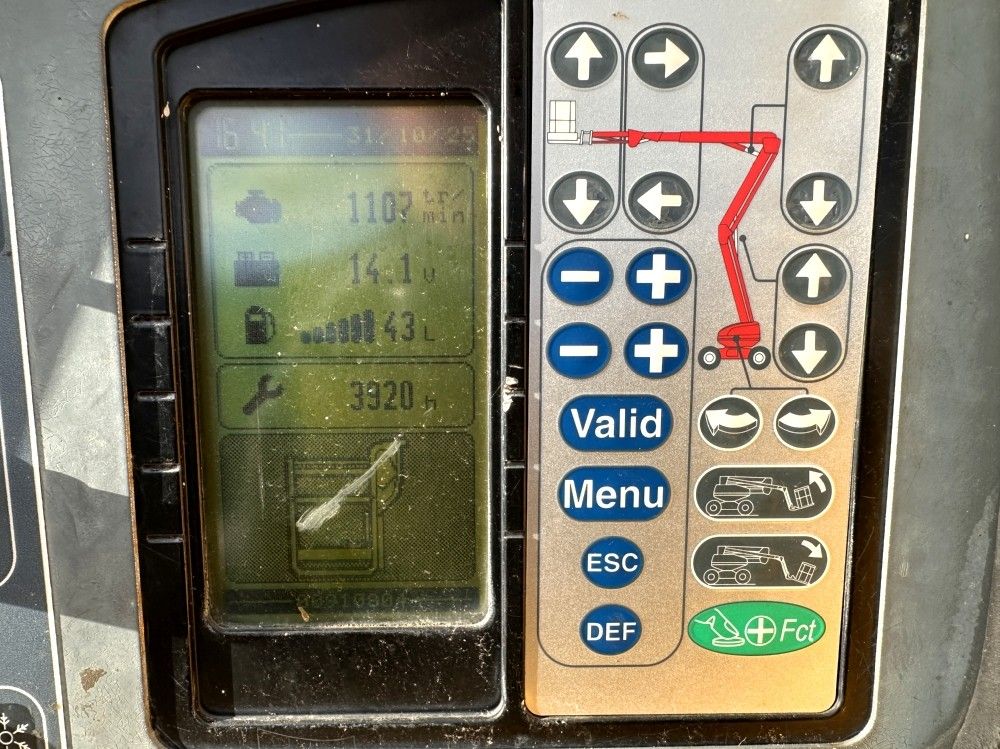 31/10/25
1107 tr/
min
14.1 V
43 L
3920 H
Valid
Menu
ESC
DEF
Fct